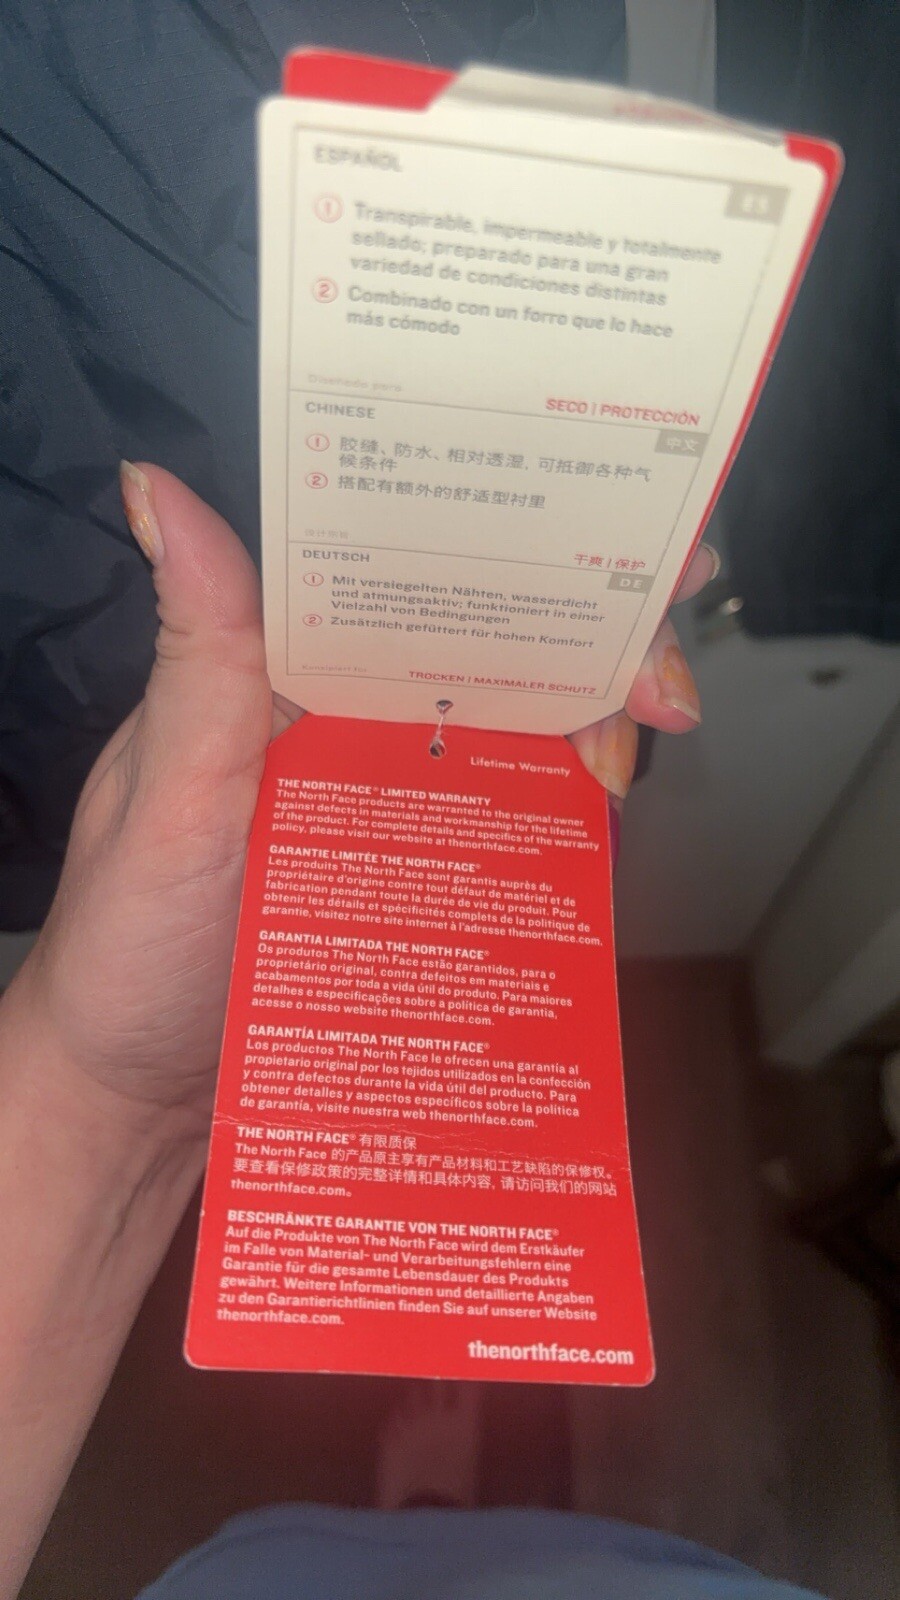 ESPAÑOL
ES
1 Transpirable, impermeable y totalmente
sellado; preparado para una gran
variedad de condiciones distintas
2 Combinado con un forro que lo hace
más cómodo
Diseñado para
SECO | PROTECCIÓN
CHINESE
中文
1 胶缝、防水、相对透湿, 可抵御各种气
候条件
2 搭配有额外的舒适型衬里
干爽 | 保护
DEUTSCH
DE
1 Mit versiegelten Nähten, wasserdicht
und atmungsaktiv; funktioniert in einer
Vielzahl von Bedingungen
2 Zusätzlich gefüttert für hohen Komfort
TROCKEN | MAXIMALER SCHUTZ
Lifetime Warranty
THE NORTH FACE® LIMITED WARRANTY
The North Face products are warranted to the original owner
against defects in materials and workmanship for the lifetime
of the product. For complete details and specifics of the warranty
policy, please visit our website at thenorthface.com.
GARANTIE LIMITÉE THE NORTH FACE®
Les produits The North Face sont garantis auprès du
propriétaire d'origine contre tout défaut de matériel et de
fabrication pendant toute la durée de vie du produit. Pour
obtenir les détails et spécificités complets de la politique de
garantie, visitez notre site internet à l'adresse thenorthface.com.
GARANTIA LIMITADA THE NORTH FACE®
Os produtos The North Face estão garantidos, para o
proprietário original, contra defeitos em materiais e
acabamentos por toda a vida útil do produto. Para maiores
detalhes e especificações sobre a política de garantia,
acesse o nosso website thenorthface.com.
GARANTÍA LIMITADA THE NORTH FACE®
Los productos The North Face le ofrecen una garantía al
propietario original por los tejidos utilizados en la confección
y contra defectos durante la vida útil del producto. Para
obtener detalles y aspectos específicos sobre la política
de garantía, visite nuestra web thenorthface.com.
THE NORTH FACE® 有限质保
The North Face 的产品原主享有产品材料和工艺缺陷的保修权。
要查看保修政策的完整详情和具体内容, 请访问我们的网站
thenorthface.com。
BESCHRÄNKTE GARANTIE VON THE NORTH FACE®
Auf die Produkte von The North Face wird dem Erstkäufer
im Falle von Material- und Verarbeitungsfehlern eine
Garantie für die gesamte Lebensdauer des Produkts
gewährt. Weitere Informationen und detaillierte Angaben
zu den Garantierichtlinien finden Sie auf unserer Website
thenorthface.com.
thenorthface.com